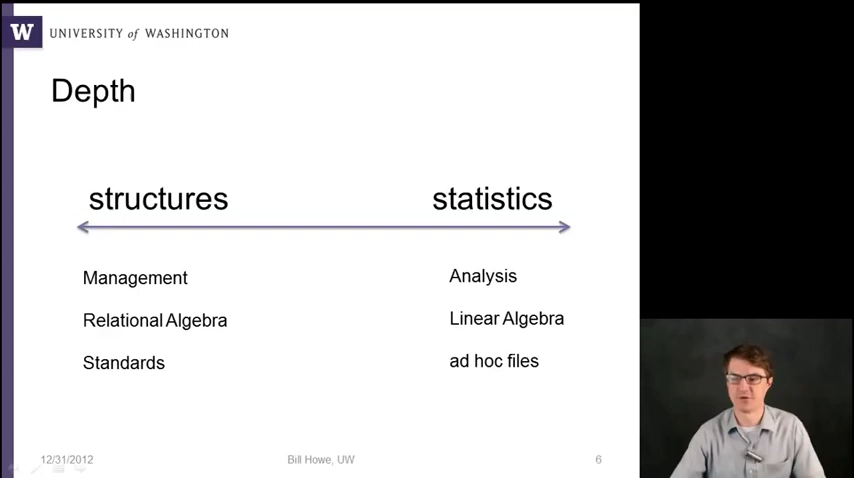 W UNIVERSITY of WASHINGTON
Depth
structures statistics
Management Analysis
Relational Algebra Linear Algebra
Standards ad hoc files
12/31/2012 Bill Howe, UW 6